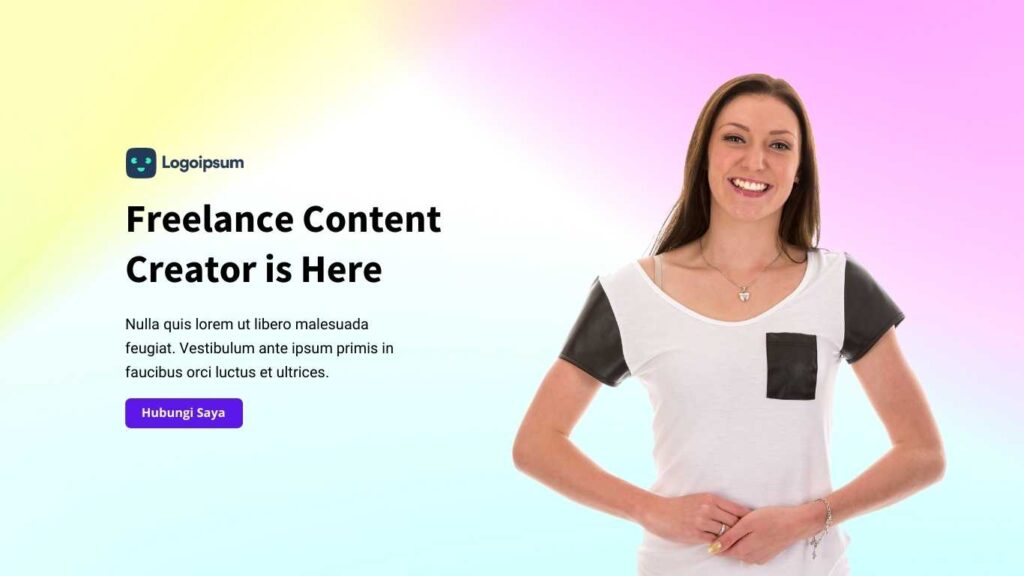 Logoipsum
Freelance Content
Creator is Here
Nulla quis lorem ut libero malesuada
feugiat. Vestibulum ante ipsum primis in
faucibus orci luctus et ultrices.
Hubungi Saya